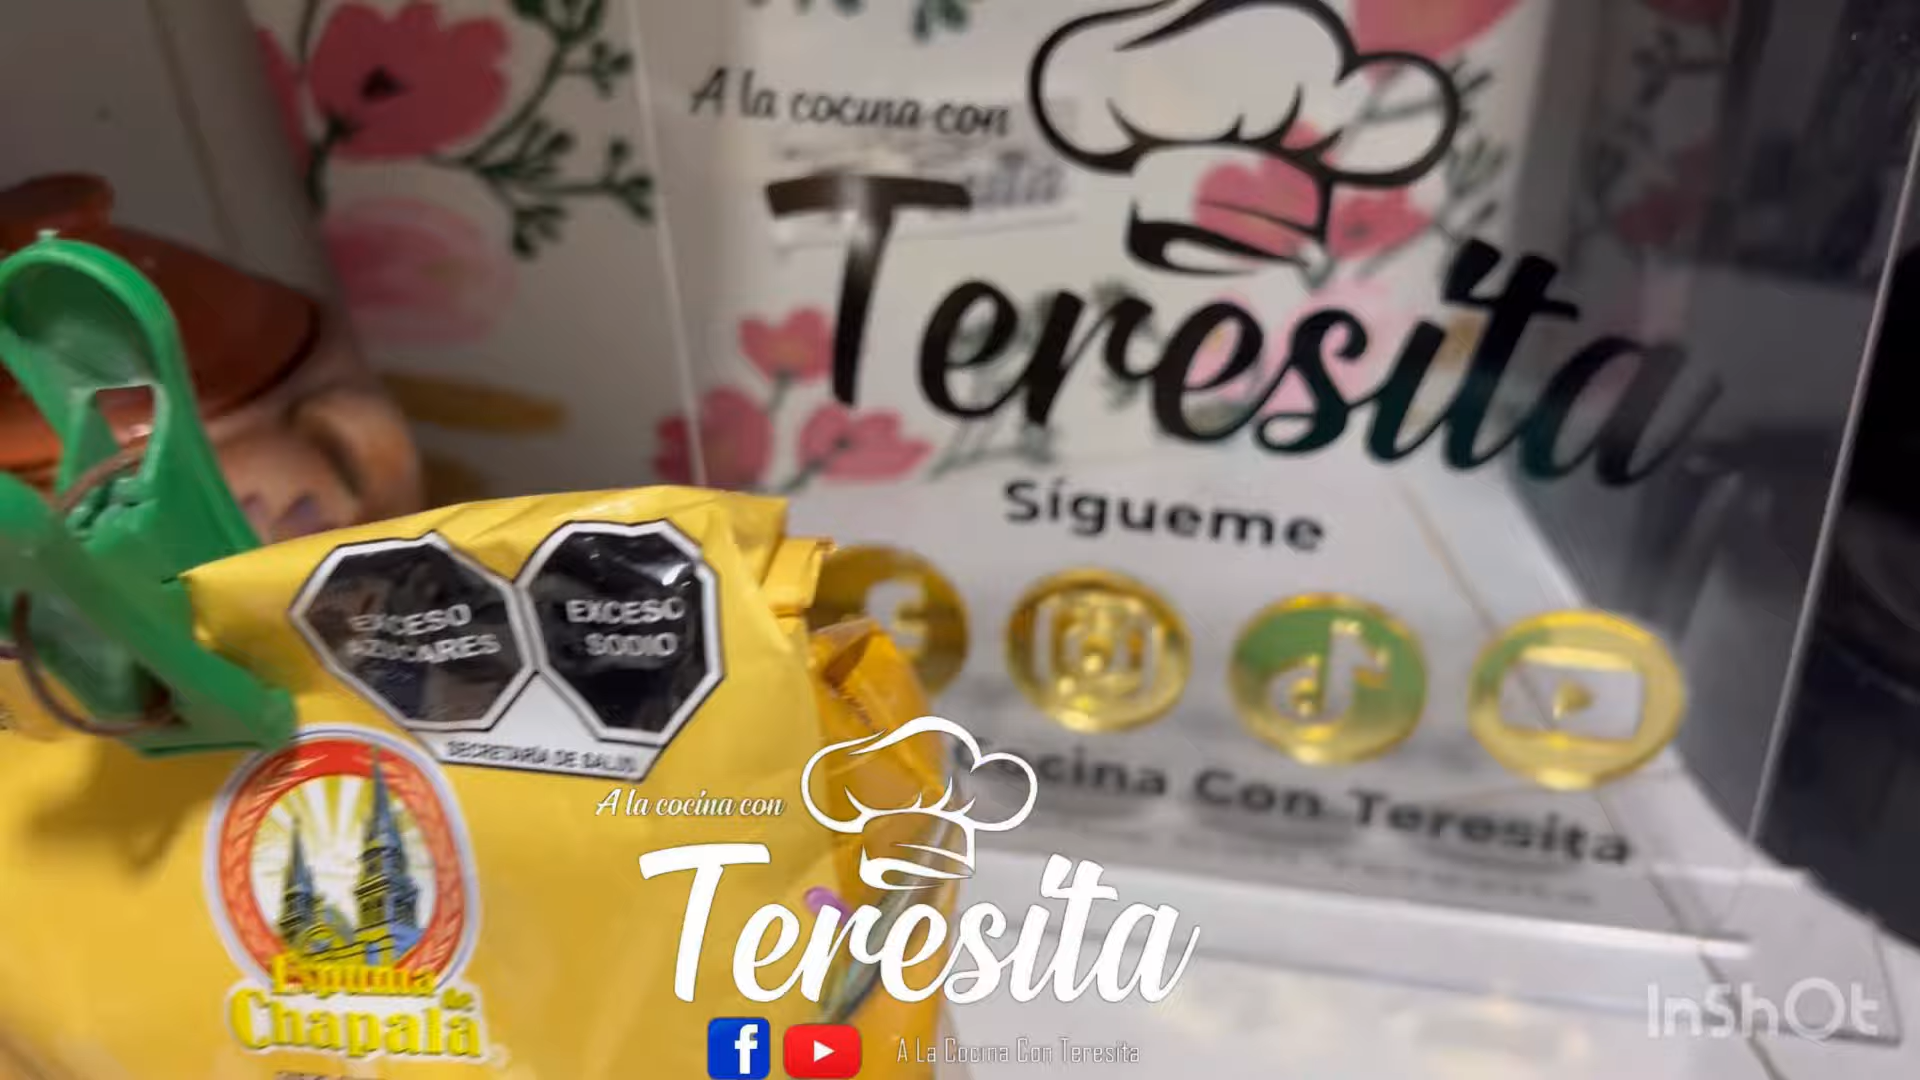 A la cocina con
Teresita
Sígueme
Cocina Con Teresita
EXCESO
AZÚCARES
EXCESO
SODIO
SECRETARÍA DE SALUD
Espuma de
Chapala
A la cocina con
Teresita
A La Cocina Con Teresita
InShOt